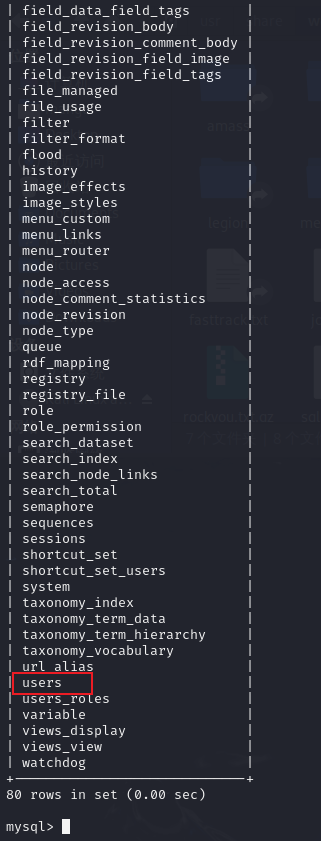 | field_data_field_tags |
| field_revision_body |
| field_revision_comment_body |
| field_revision_field_image |
| field_revision_field_tags |
| file_managed |
| file_usage |
| filter |
| filter_format |
| flood |
| history |
| image_effects |
| image_styles |
| menu_custom |
| menu_links |
| menu_router |
| node |
| node_access |
| node_comment_statistics |
| node_revision |
| node_type |
| queue |
| rdf_mapping |
| registry |
| registry_file |
| role |
| role_permission |
| search_dataset |
| search_index |
| search_node_links |
| search_total |
| semaphore |
| sequences |
| sessions |
| shortcut_set |
| shortcut_set_users |
| system |
| taxonomy_index |
| taxonomy_term_data |
| taxonomy_term_hierarchy |
| taxonomy_vocabulary |
| url_alias |
| users |
| users_roles |
| variable |
| views_display |
| views_view |
| watchdog |
+-----------------------------+
80 rows in set (0.00 sec)
mysql>